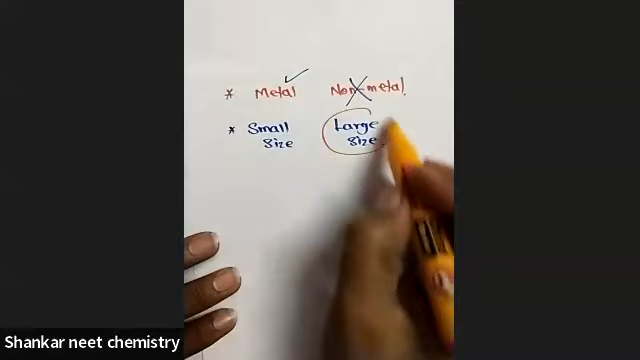 * Metal Non-metal.
* Small Large
size size
Shankar neet chemistry